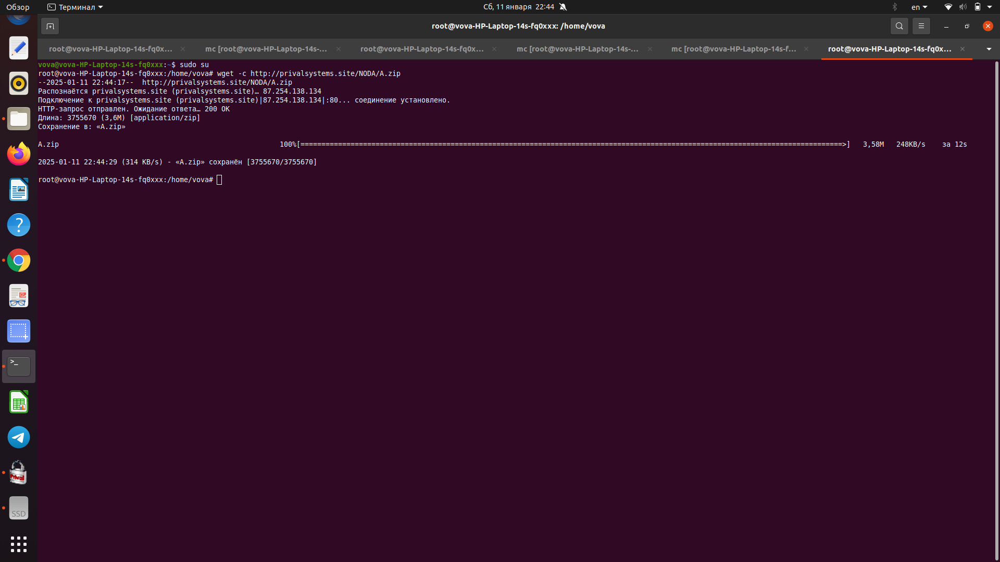 Обзор
Терминал
Сб, 11 января 22:44
en
root@vova-HP-Laptop-14s-fq0xxx: /home/vova
root@vova-HP-Laptop-14s-fq0x...
mc [root@vova-HP-Laptop-14s-...
root@vova-HP-Laptop-14s-fq0x...
mc [root@vova-HP-Laptop-14s-...
mc [root@vova-HP-Laptop-14s-f...
root@vova-HP-Laptop-14s-fq0x...
vova@vova-HP-Laptop-14s-fq0xxx:~$ sudo su
root@vova-HP-Laptop-14s-fq0xxx:/home/vova# wget -c http://privalsystems.site/NODA/A.zip
--2025-01-11 22:44:17--  http://privalsystems.site/NODA/A.zip
Распознаётся privalsystems.site (privalsystems.site)… 87.254.138.134
Подключение к privalsystems.site (privalsystems.site)|87.254.138.134|:80... соединение установлено.
HTTP-запрос отправлен. Ожидание ответа… 200 OK
Длина: 3755670 (3,6M) [application/zip]
Сохранение в: «A.zip»
A.zip 100%[==================================================================================================================================>] 3,58M 248KB/s за 12s
2025-01-11 22:44:29 (314 KB/s) - «A.zip» сохранён [3755670/3755670]
root@vova-HP-Laptop-14s-fq0xxx:/home/vova#
Prival
SSD